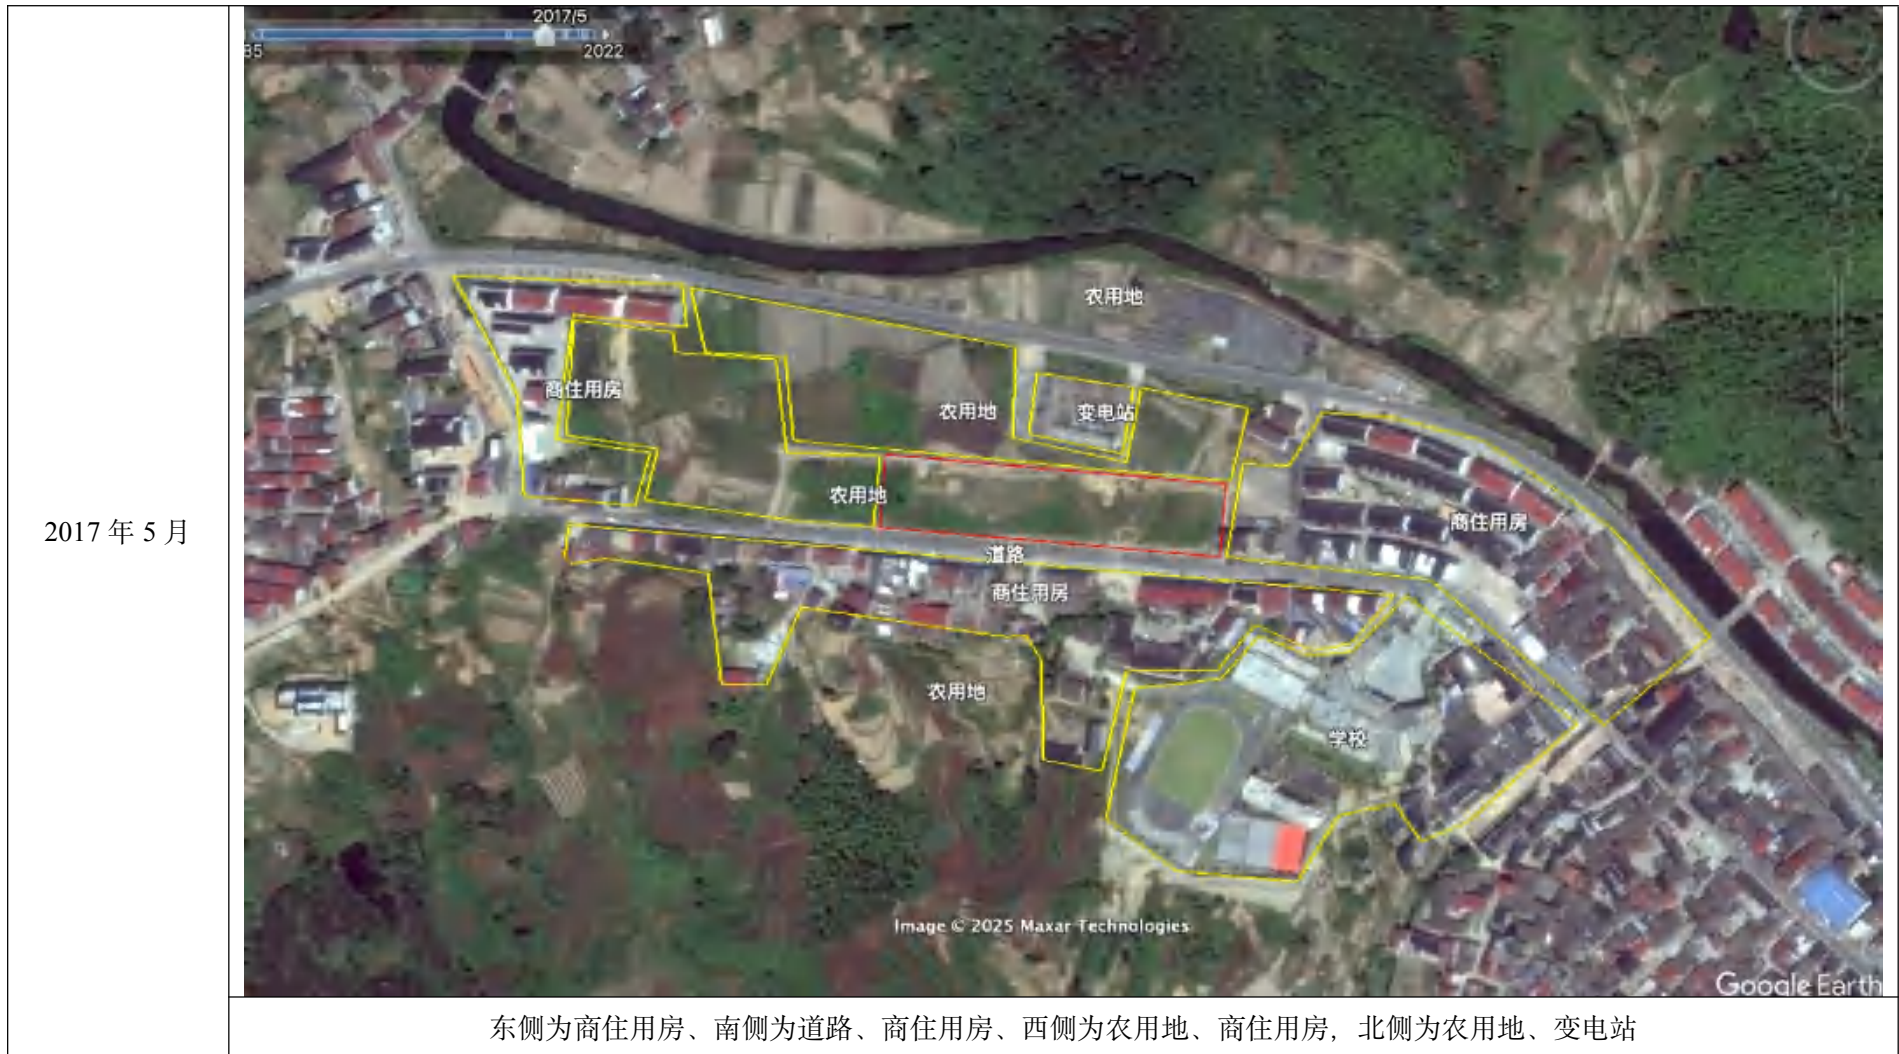 2017/5
85
2022
农用地
商住用房
农用地
变电站
农用地
商住用房
2017 年 5 月
道路
商住用房
农用地
学校
Image © 2025 Maxar Technologies
Google Earth
东侧为商住用房、南侧为道路、商住用房、西侧为农用地、商住用房，北侧为农用地、变电站